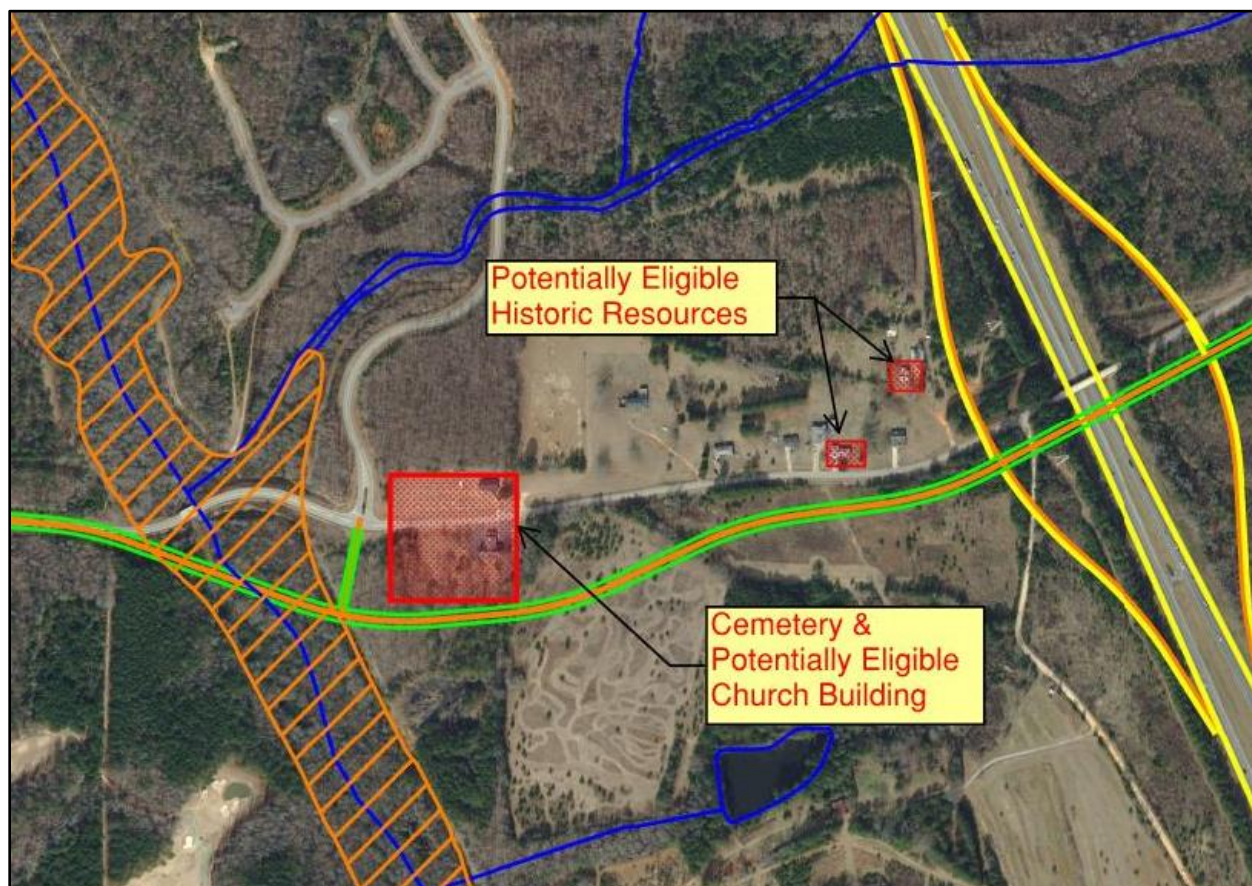 Potentially Eligible
Historic Resources
Cemetery &
Potentially Eligible
Church Building